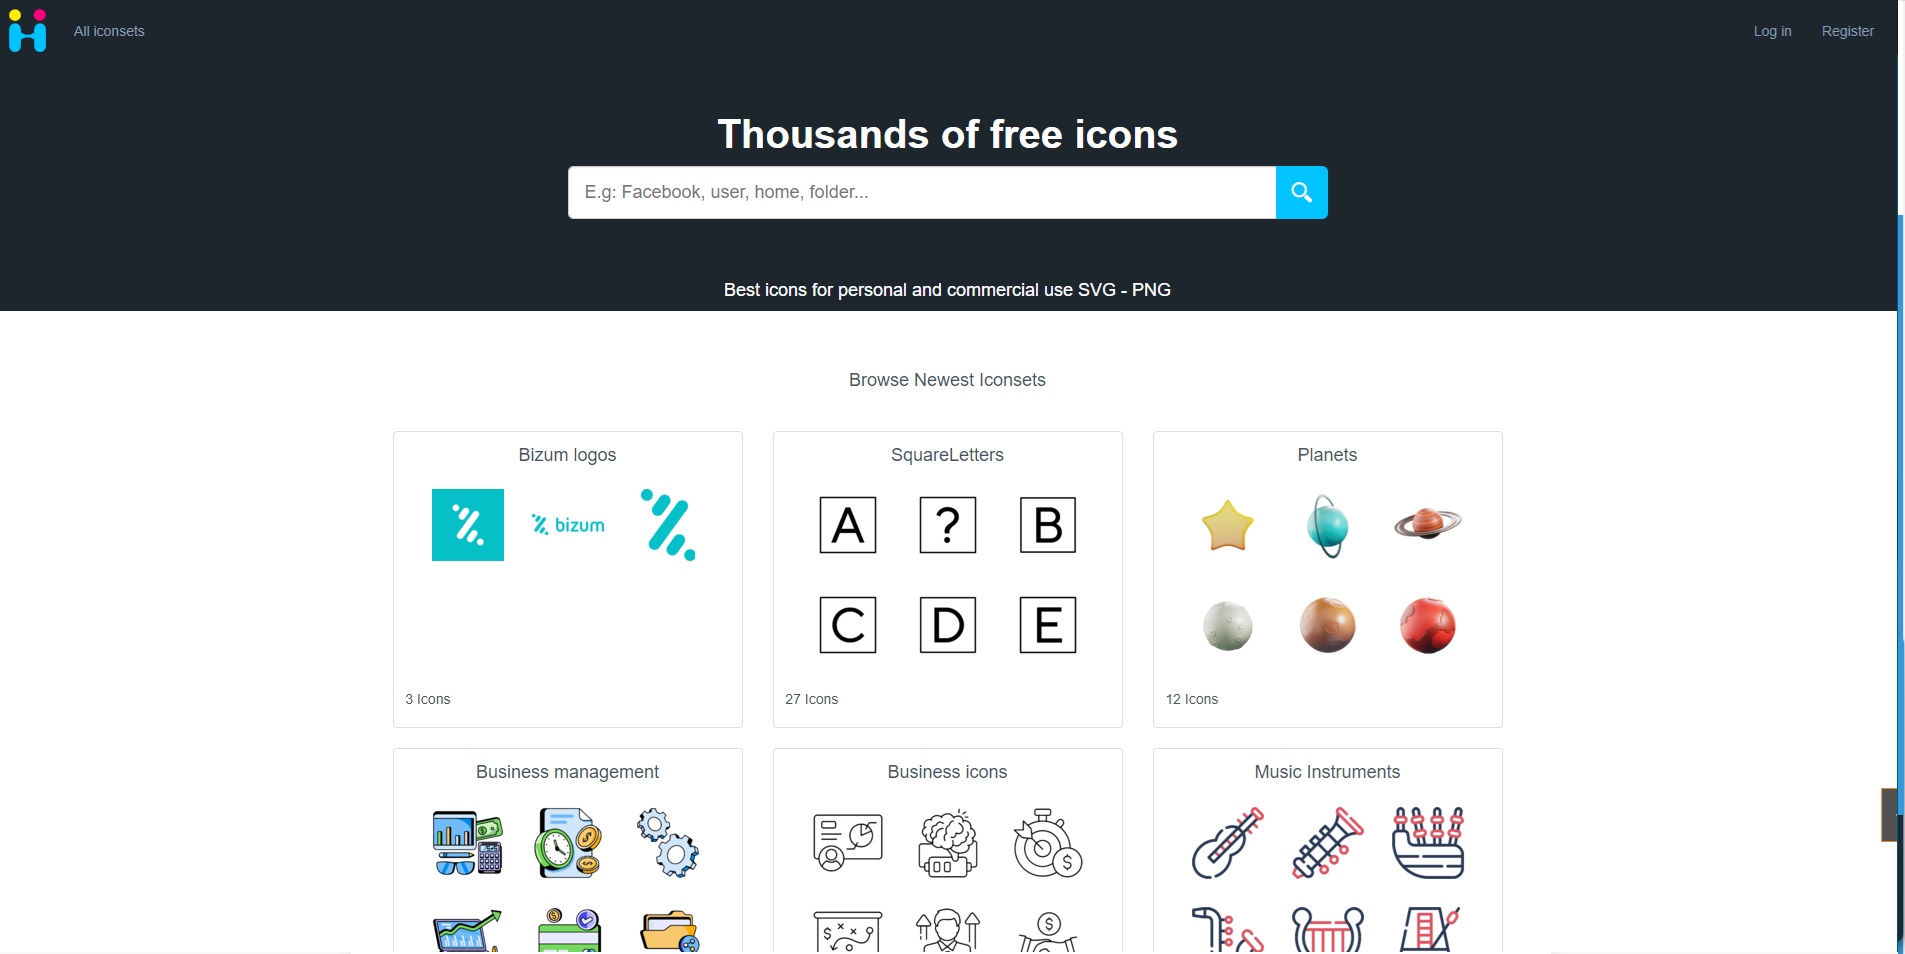 All iconsets
Log in
Register
Thousands of free icons
E.g: Facebook, user, home, folder...
Best icons for personal and commercial use SVG - PNG
Browse Newest Iconsets
Bizum logos
bizum
3 Icons
SquareLetters
A ? B
C D E
27 Icons
Planets
12 Icons
Business management
Business icons
Music Instruments